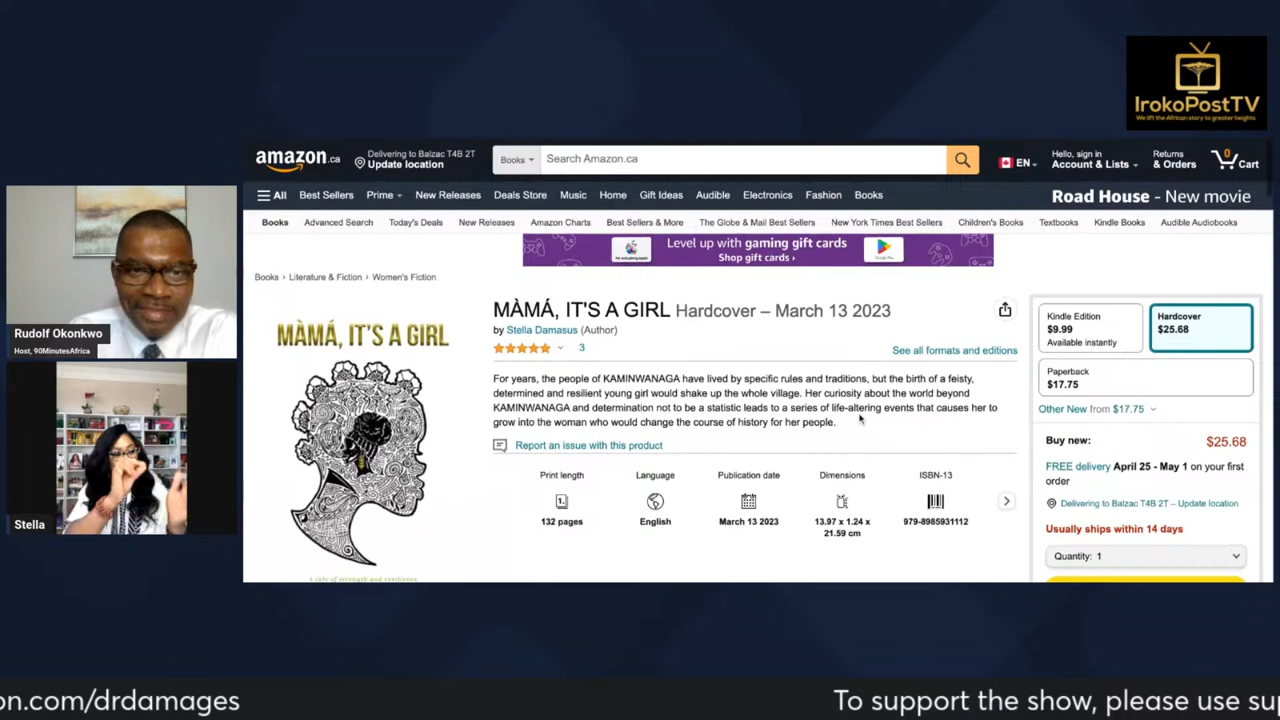 IrokoPostTV
We lift the African story to greater heights
amazon.ca
Delivering to Balzac T4B 2T
Update location
Books
Search Amazon.ca
EN
Hello, sign in
Account & Lists
Returns
& Orders
0
Cart
All
Best Sellers
Prime
New Releases
Deals Store
Music
Home
Gift Ideas
Audible
Electronics
Fashion
Books
Road House - New movie
Books
Advanced Search
Today's Deals
New Releases
Amazon Charts
Best Sellers & More
The Globe & Mail Best Sellers
New York Times Best Sellers
Children's Books
Textbooks
Kindle Books
Audible Audiobooks
Level up with gaming gift cards
Shop gift cards ›
Books › Literature & Fiction › Women's Fiction
Rudolf Okonkwo
Host, 90MinutesAfrica
Stella
MÀMÁ, IT'S A GIRL
A tale of strength and resilience
MÀMÁ, IT'S A GIRL Hardcover – March 13 2023
by Stella Damasus (Author)
3
See all formats and editions
For years, the people of KAMINWANAGA have lived by specific rules and traditions, but the birth of a feisty,
determined and resilient young girl would shake up the whole village. Her curiosity about the world beyond
KAMINWANAGA and determination not to be a statistic leads to a series of life-altering events that causes her to
grow into the woman who would change the course of history for her people.
Report an issue with this product
Print length
132 pages
Language
English
Publication date
March 13 2023
Dimensions
13.97 x 1.24 x
21.59 cm
ISBN-13
979-8985931112
Kindle Edition
$9.99
Available instantly
Hardcover
$25.68
Paperback
$17.75
Other New from $17.75
Buy new:
$25.68
FREE delivery April 25 - May 1 on your first
order
Delivering to Balzac T4B 2T – Update location
Usually ships within 14 days
Quantity: 1
on.com/drdamages
To support the show, please use